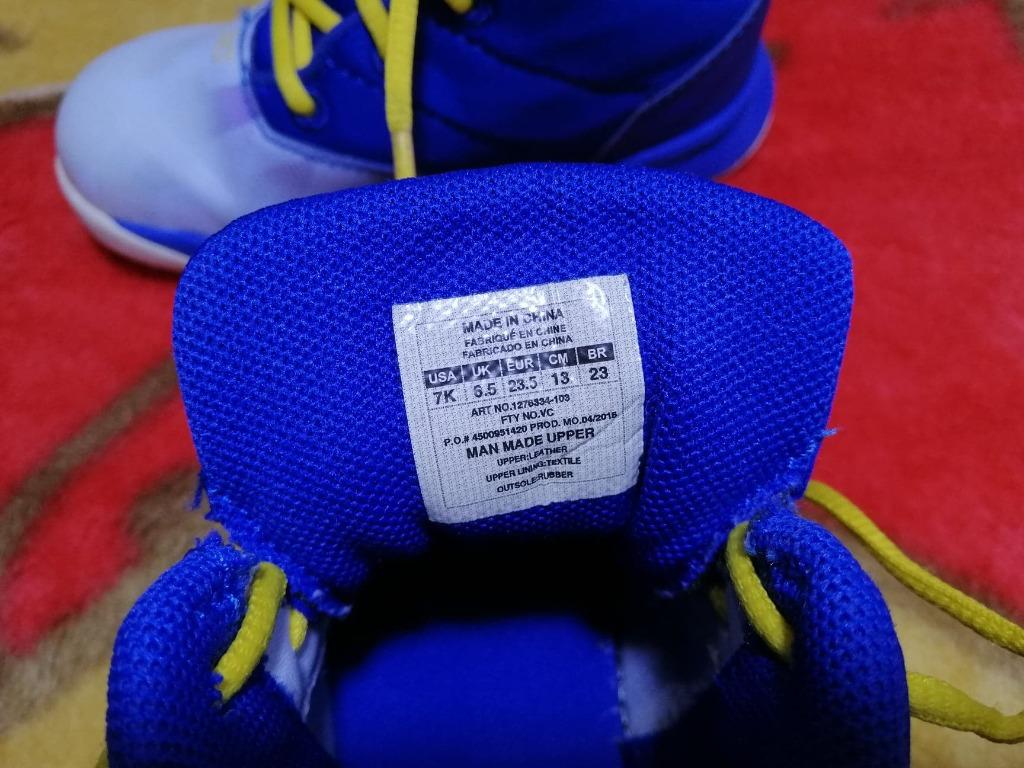 MADE IN CHINA
FABRIQUÉ EN CHINE
FABRICADO EN CHINA
USA UK EUR CM BR
7K 6.5 23.5 13 23
ART NO.1276334-103
FTY NO.VC
P.O.# 4500951420 PROD. MO.04/2016
MAN MADE UPPER
UPPER:LEATHER
UPPER LINING:TEXTILE
OUTSOLE:RUBBER